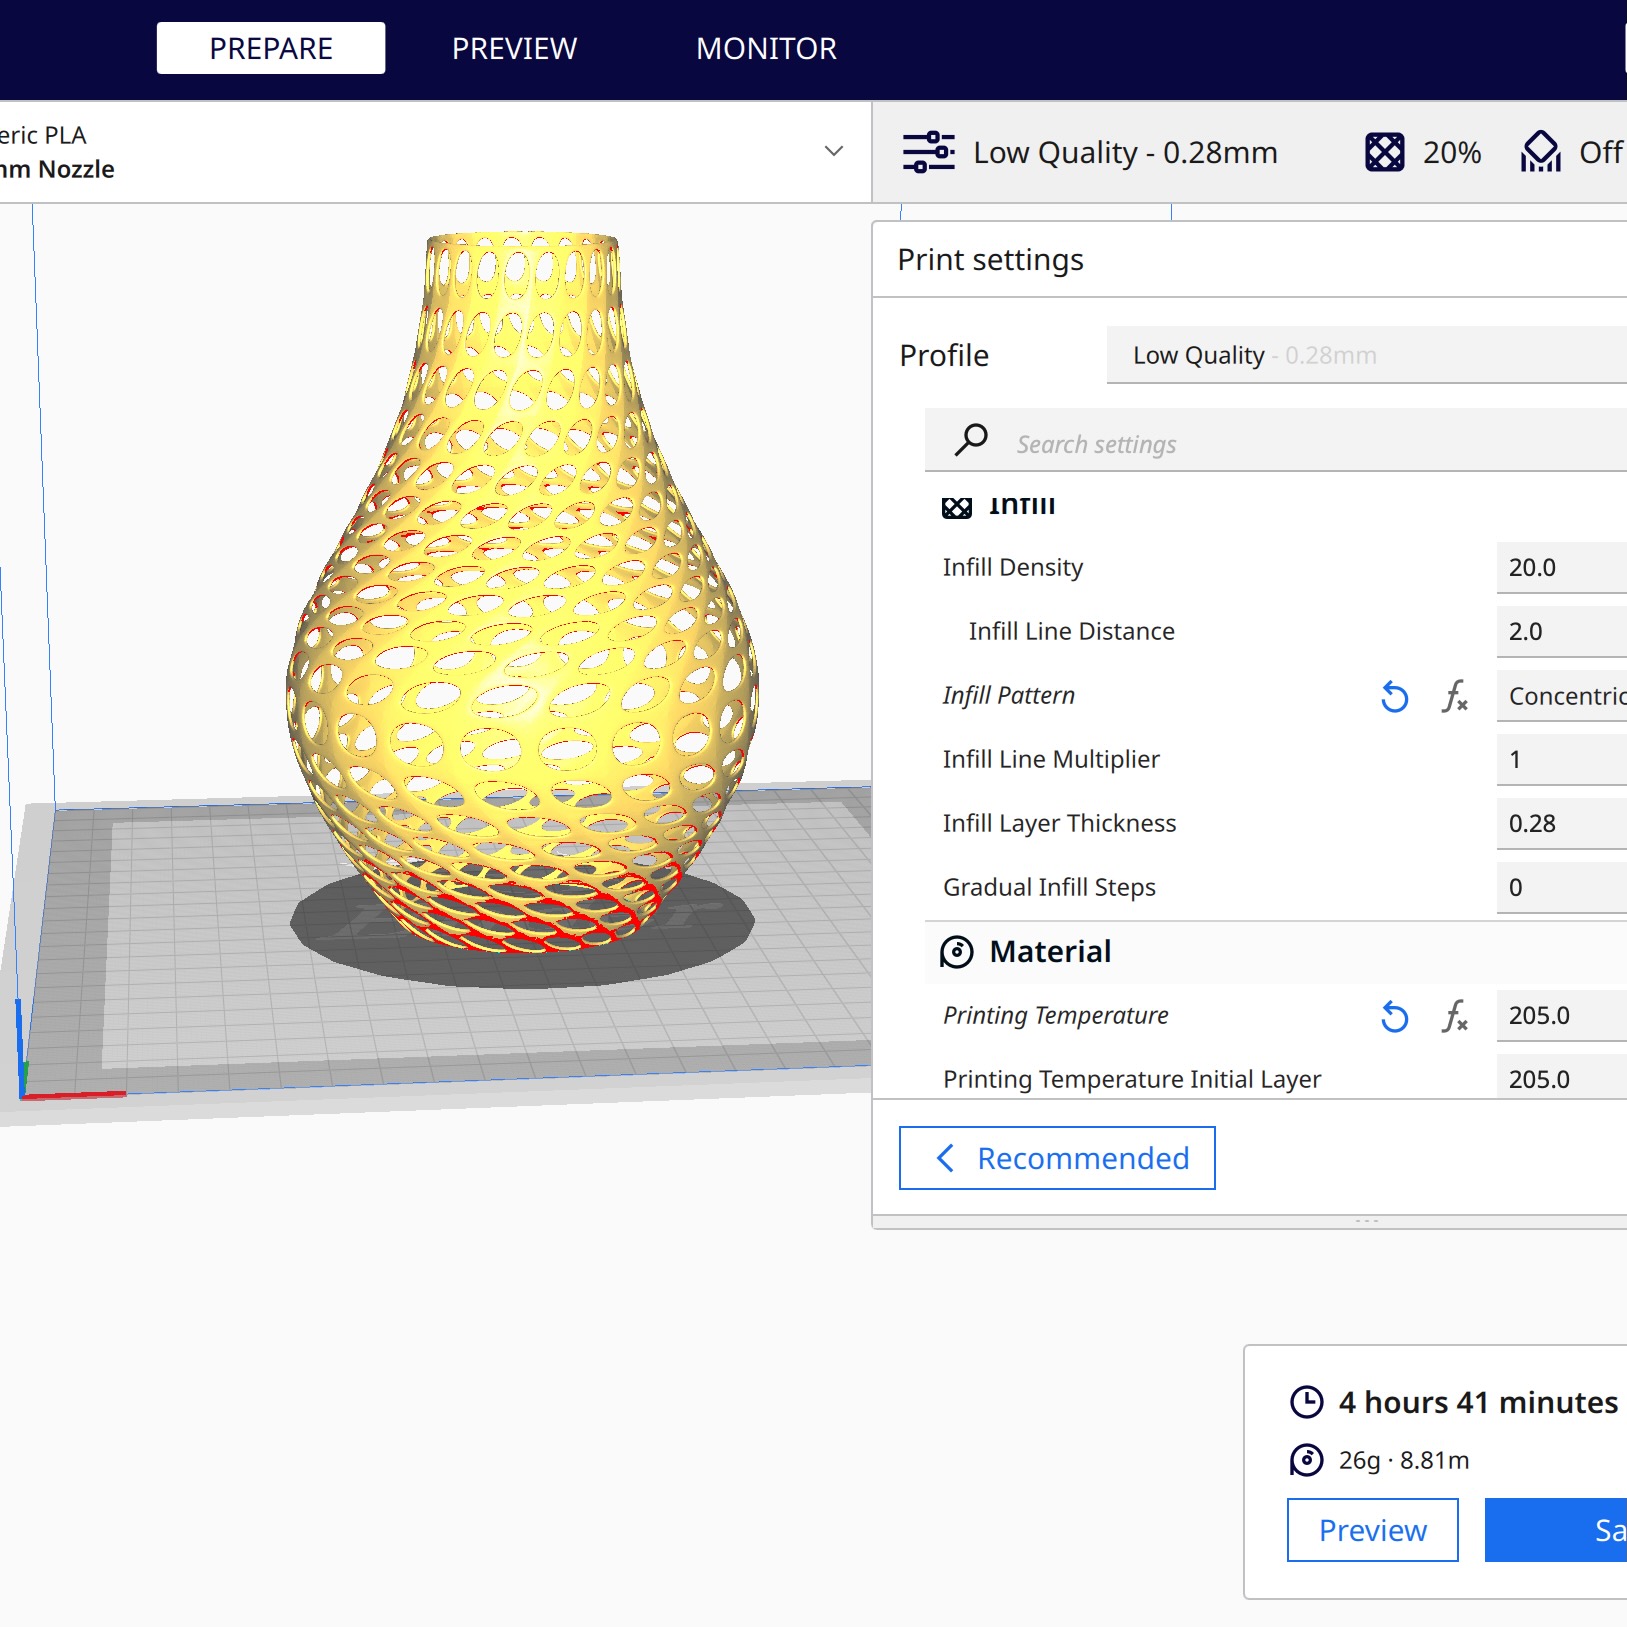 PREPARE PREVIEW MONITOR
eric PLA
nm Nozzle
Low Quality - 0.28mm 20% Off
Print settings
Profile Low Quality - 0.28mm
Search settings
Infill
Infill Density 20.0
Infill Line Distance 2.0
Infill Pattern Concentric
Infill Line Multiplier 1
Infill Layer Thickness 0.28
Gradual Infill Steps 0
Material
Printing Temperature 205.0
Printing Temperature Initial Layer 205.0
Recommended
4 hours 41 minutes
26g · 8.81m
Preview Sa